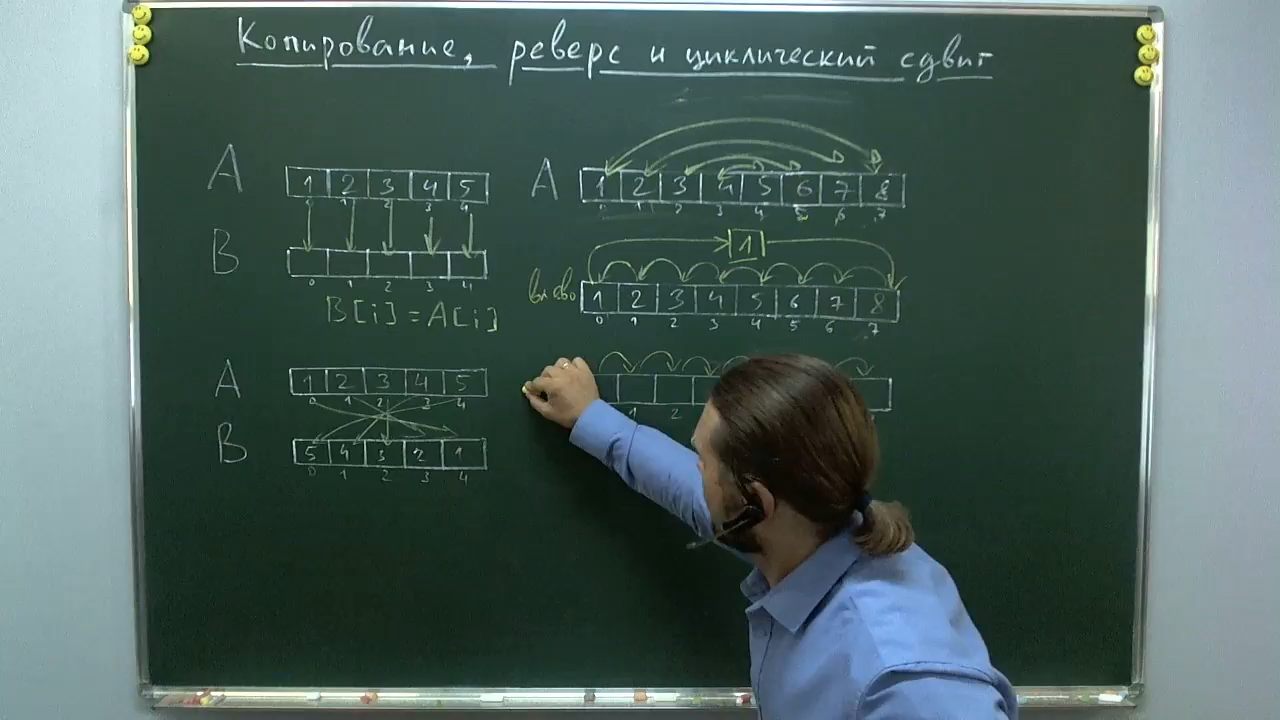 Копирование, реверс и циклический сдвиг
A
1 2 3 4 5
0 1 2 3 4
B
0 1 2 3 4
B[i] = A[i]
A
1 2 3 4 5
0 1 2 3 4
B
5 4 3 2 1
0 1 2 3 4
A
1 2 3 4 5 6 7 8
0 1 2 3 4 5 6 7
1
влево
1 2 3 4 5 6 7 8
0 1 2 3 4 5 6 7
1 2